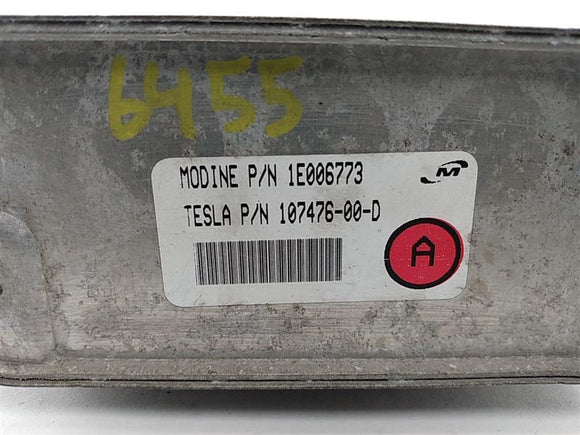 6455
MODINE P/N 1E006773
M
TESLA P/N 107476-00-D
A